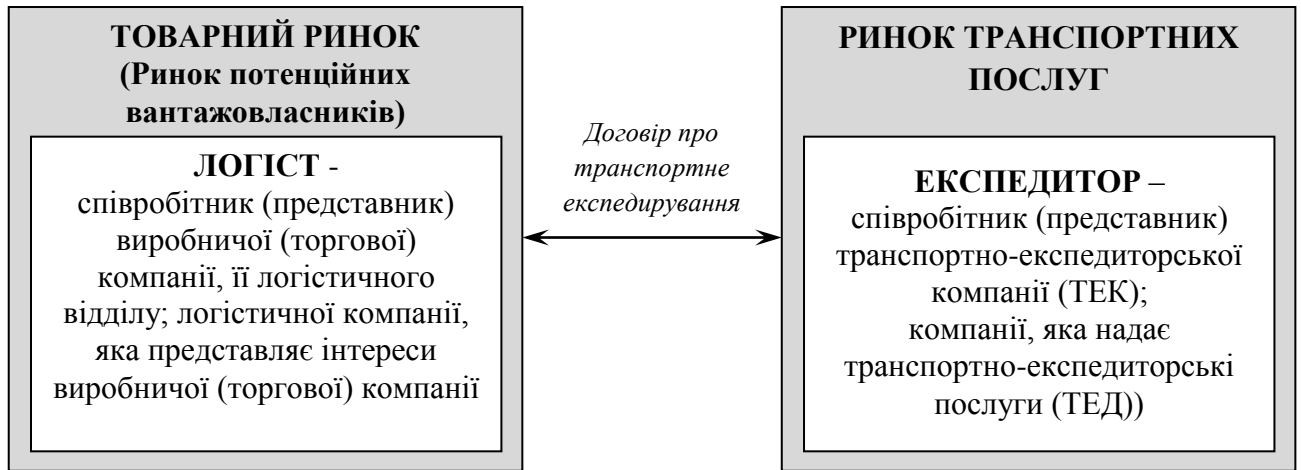 ТОВАРНИЙ РИНОК
(Ринок потенційних
вантажовласників)
ЛОГІСТ -
співробітник (представник)
виробничої (торгової)
компанії, її логістичного
відділу; логістичної компанії,
яка представляє інтереси
виробничої (торгової) компанії
Договір про
транспортне
експедирування
РИНОК ТРАНСПОРТНИХ
ПОСЛУГ
ЕКСПЕДИТОР –
співробітник (представник)
транспортно-експедиторської
компанії (ТЕК);
компанії, яка надає
транспортно-експедиторські
послуги (ТЕД))